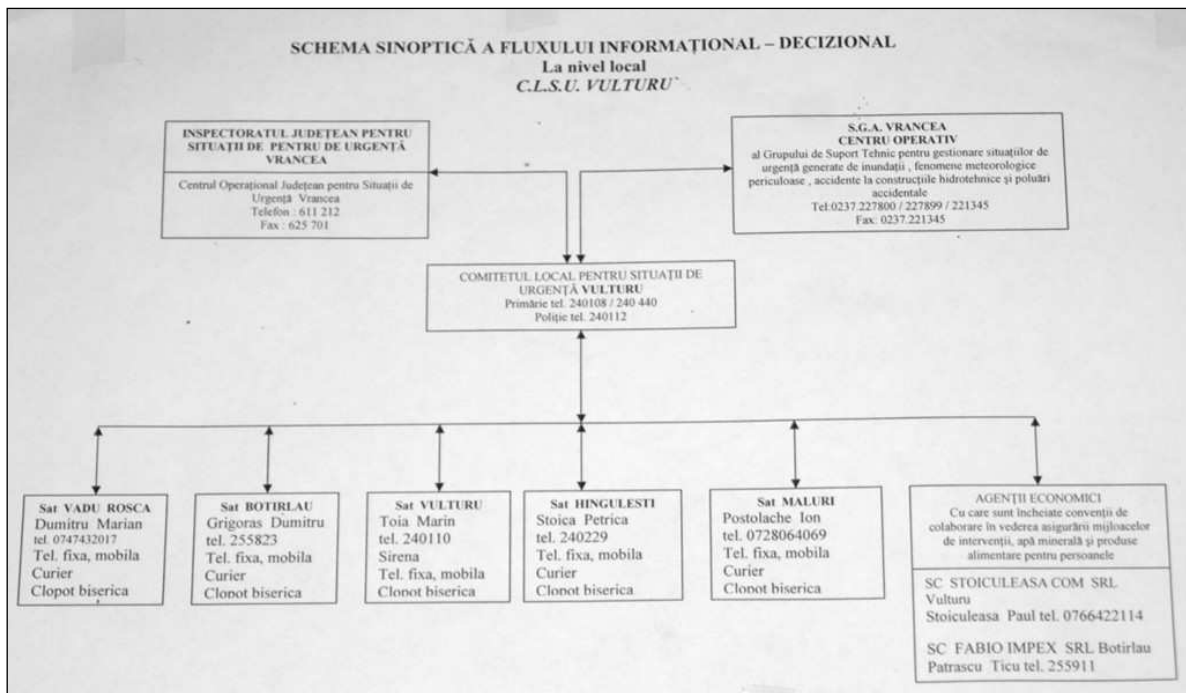 SCHEMA SINOPTICĂ A FLUXULUI INFORMAȚIONAL – DECIZIONAL
La nivel local
C.L.S.U. VULTURU`
INSPECTORATUL JUDEȚEAN PENTRU
SITUAȚII DE PENTRU DE URGENȚĂ
VRANCEA
Centrul Operațional Județean pentru Situații de
Urgență Vrancea
Telefon : 611 212
Fax : 625 701
S.G.A. VRANCEA
CENTRU OPERATIV
al Grupului de Suport Tehnic pentru gestionare situațiilor de
urgență generate de inundații , fenomene meteorologice
periculoase , accidente la construcțiile hidrotehnice și poluări
accidentale
Tel:0237.227800 / 227899 / 221345
Fax: 0237.221345
COMITETUL LOCAL PENTRU SITUAȚII DE
URGENȚĂ VULTURU
Primărie tel. 240108 / 240 440
Poliție tel. 240112
Sat VADU ROSCA
Dumitru Marian
tel. 0747432017
Tel. fixa, mobila
Curier
Clopot biserica
Sat BOTIRLAU
Grigoras Dumitru
tel. 255823
Tel. fixa, mobila
Curier
Clonot biserica
Sat VULTURU
Toia Marin
tel. 240110
Sirena
Tel. fixa, mobila
Clonot biserica
Sat HINGULESTI
Stoica Petrica
tel. 240229
Tel. fixa, mobila
Curier
Clonot biserica
Sat MALURI
Postolache Ion
tel. 0728064069
Tel. fixa, mobila
Curier
Clonot biserica
AGENȚII ECONOMICI
Cu care sunt încheiate convenții de
colaborare în vederea asigurării mijloacelor
de intervenții, apă minerală și produse
alimentare pentru persoanele
SC STOICULEASA COM SRL
Vulturu
Stoiculeasa Paul tel. 0766422114
SC FABIO IMPEX SRL Botirlau
Patrascu Ticu tel. 255911